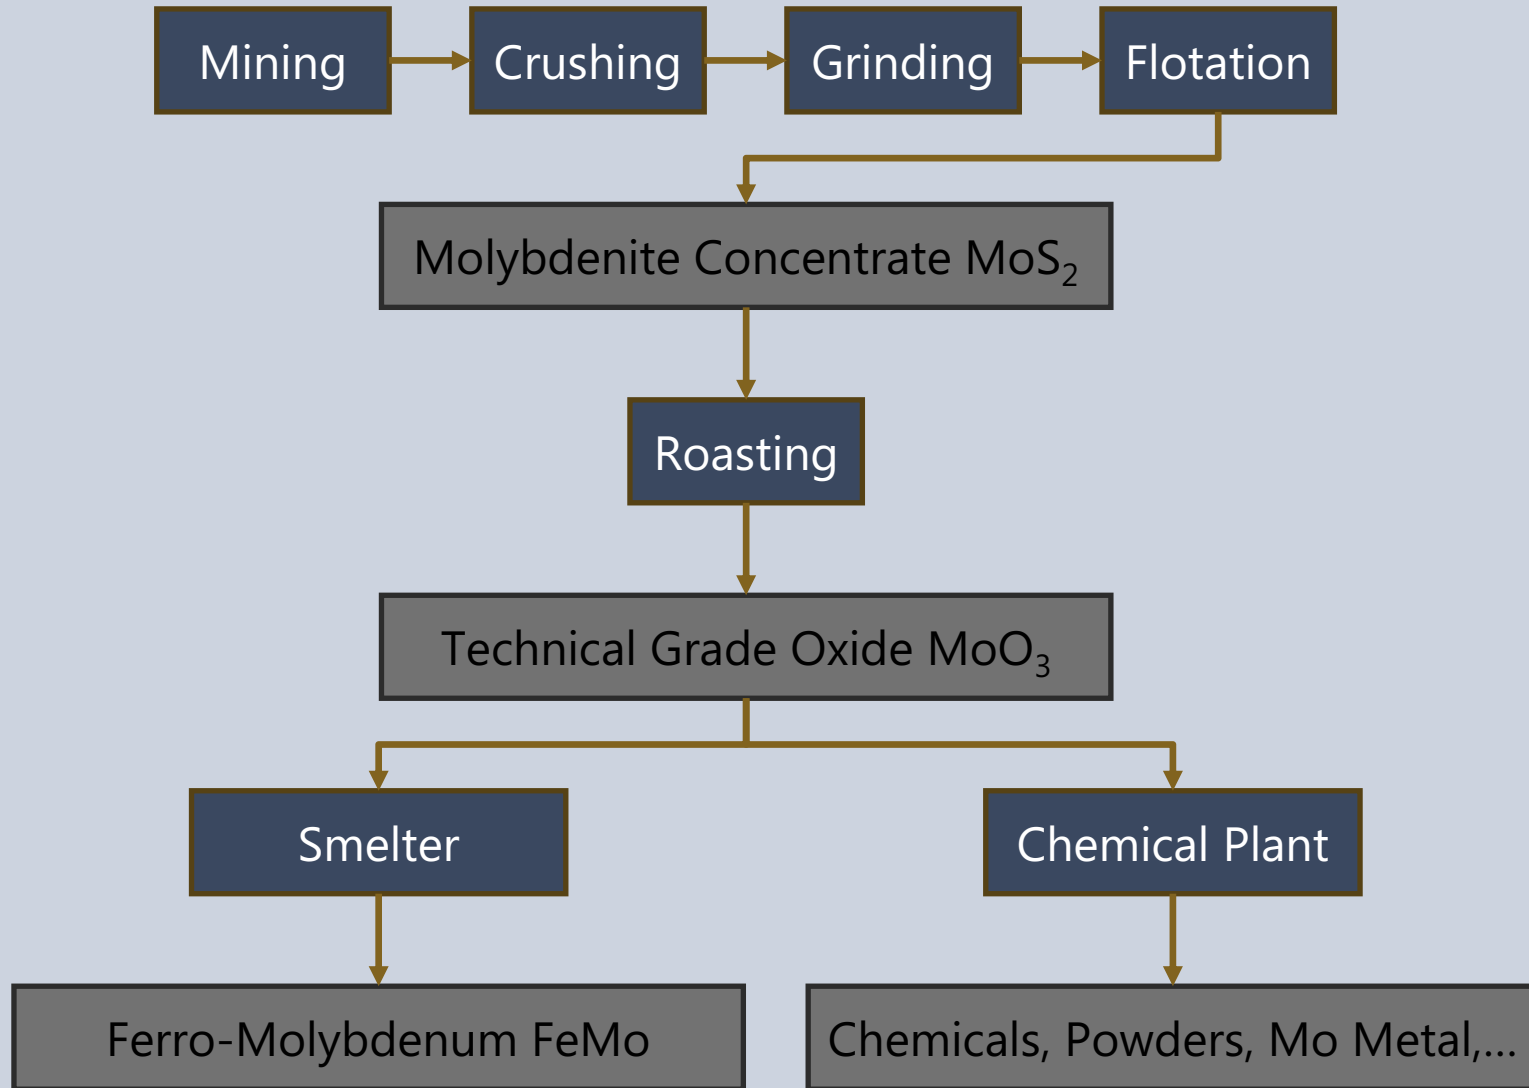 Mining
Crushing
Grinding
Flotation
Molybdenite Concentrate MoS₂
Roasting
Technical Grade Oxide MoO₃
Smelter
Chemical Plant
Ferro-Molybdenum FeMo
Chemicals, Powders, Mo Metal,...